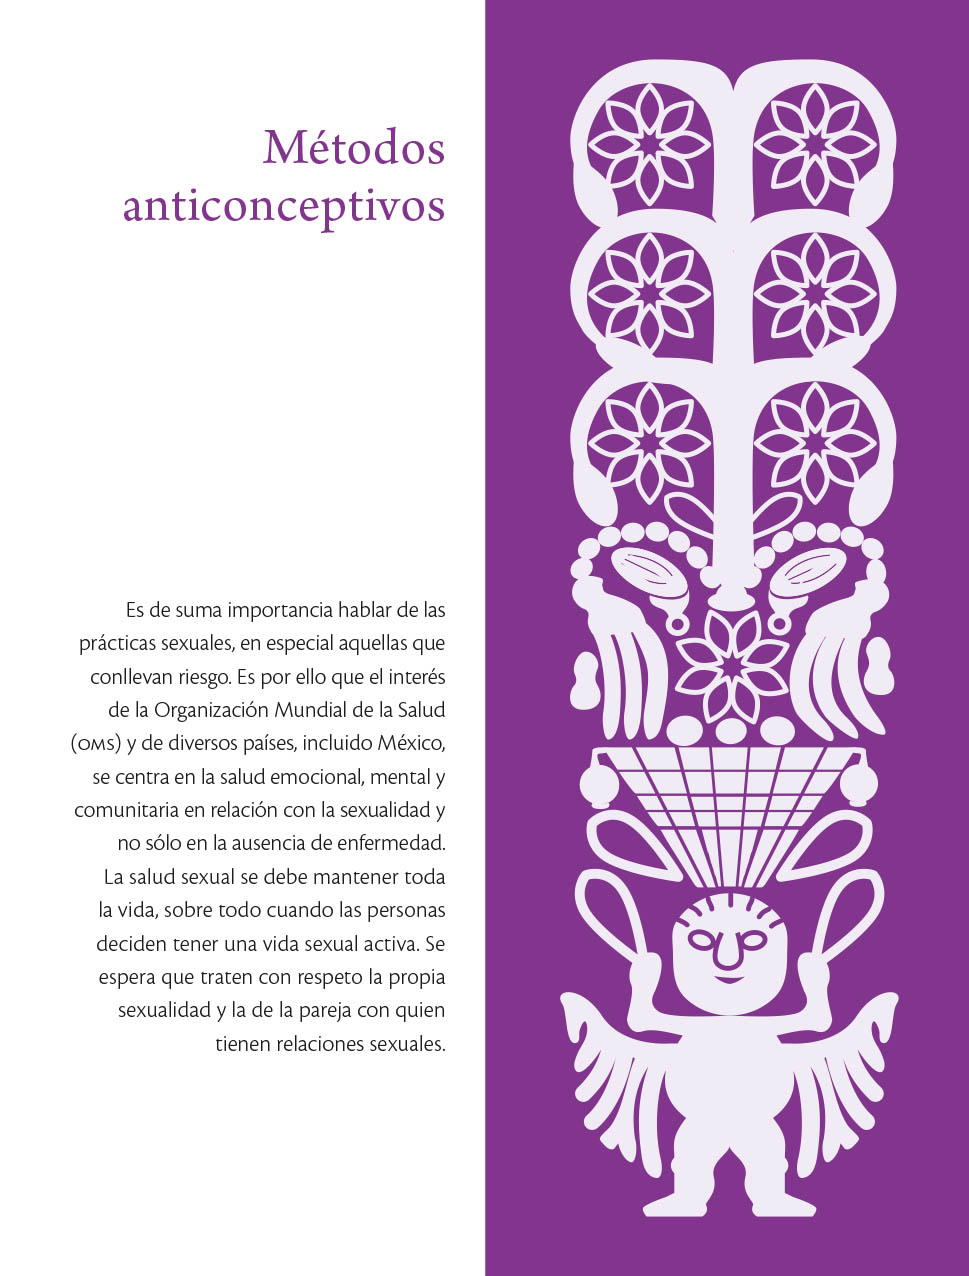 Métodos
anticonceptivos
Es de suma importancia hablar de las
prácticas sexuales, en especial aquellas que
conllevan riesgo. Es por ello que el interés
de la Organización Mundial de la Salud
(OMS) y de diversos países, incluido México,
se centra en la salud emocional, mental y
comunitaria en relación con la sexualidad y
no sólo en la ausencia de enfermedad.
La salud sexual se debe mantener toda
la vida, sobre todo cuando las personas
deciden tener una vida sexual activa. Se
espera que traten con respeto la propia
sexualidad y la de la pareja con quien
tienen relaciones sexuales.